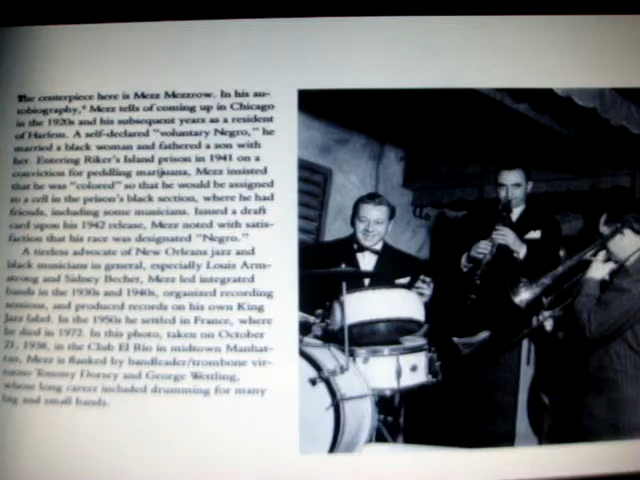 The centerpiece here is Mezz Mezzrow. In his au-
tobiography,* Mezz tells of coming up in Chicago
in the 1920s and his subsequent years as a resident
of Harlem. A self-declared "voluntary Negro," he
married a black woman and fathered a son with
her. Entering Riker's Island prison in 1941 on a
conviction for peddling marijuana, Mezz insisted
that he was "colored" so that he would be assigned
to a cell in the prison's black section, where he had
friends, including some musicians. Issued a draft
card upon his 1942 release, Mezz noted with satis-
faction that his race was designated "Negro."
A tireless advocate of New Orleans jazz and
black musicians in general, especially Louis Arm-
strong and Sidney Bechet, Mezz led integrated
bands in the 1930s and 1940s, organized recording
sessions, and produced records on his own King
Jazz label. In the 1950s he settled in France, where
he died in 1972. In this photo, taken on October
21, 1938, in the Club El Rio in midtown Manhat-
tan, Mezz is flanked by bandleader/trombone vir-
tuoso Tommy Dorsey and George Wettling,
whose long career included drumming for many
big and small bands.